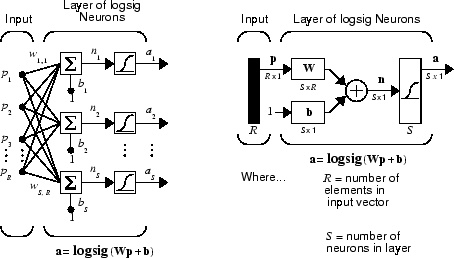 Input
Layer of logsig Neurons
w1,1
n1
a1
p1
Σ
b1
1
p2
n2
a2
Σ
b2
1
p3
pR
wS, R
nS
aS
Σ
bS
1
a= logsig (Wp+b)
Input
Layer of logsig Neurons
p
R x 1
W
S x R
n
S x 1
a
S x 1
1
b
S x 1
+
R
S
a= logsig (Wp+b)
Where...
R = number of
elements in
input vector
S = number of
neurons in layer